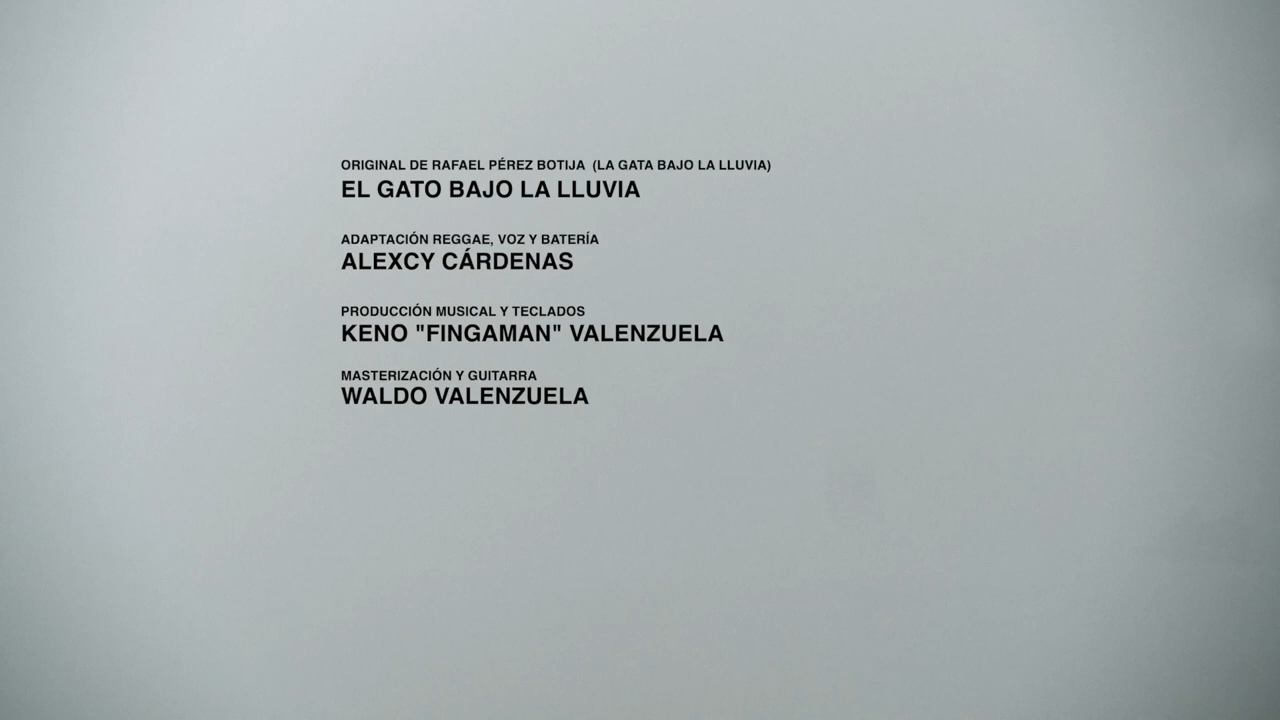 ORIGINAL DE RAFAEL PÉREZ BOTIJA (LA GATA BAJO LA LLUVIA)
EL GATO BAJO LA LLUVIA
ADAPTACIÓN REGGAE, VOZ Y BATERÍA
ALEXCY CÁRDENAS
PRODUCCIÓN MUSICAL Y TECLADOS
KENO "FINGAMAN" VALENZUELA
MASTERIZACIÓN Y GUITARRA
WALDO VALENZUELA